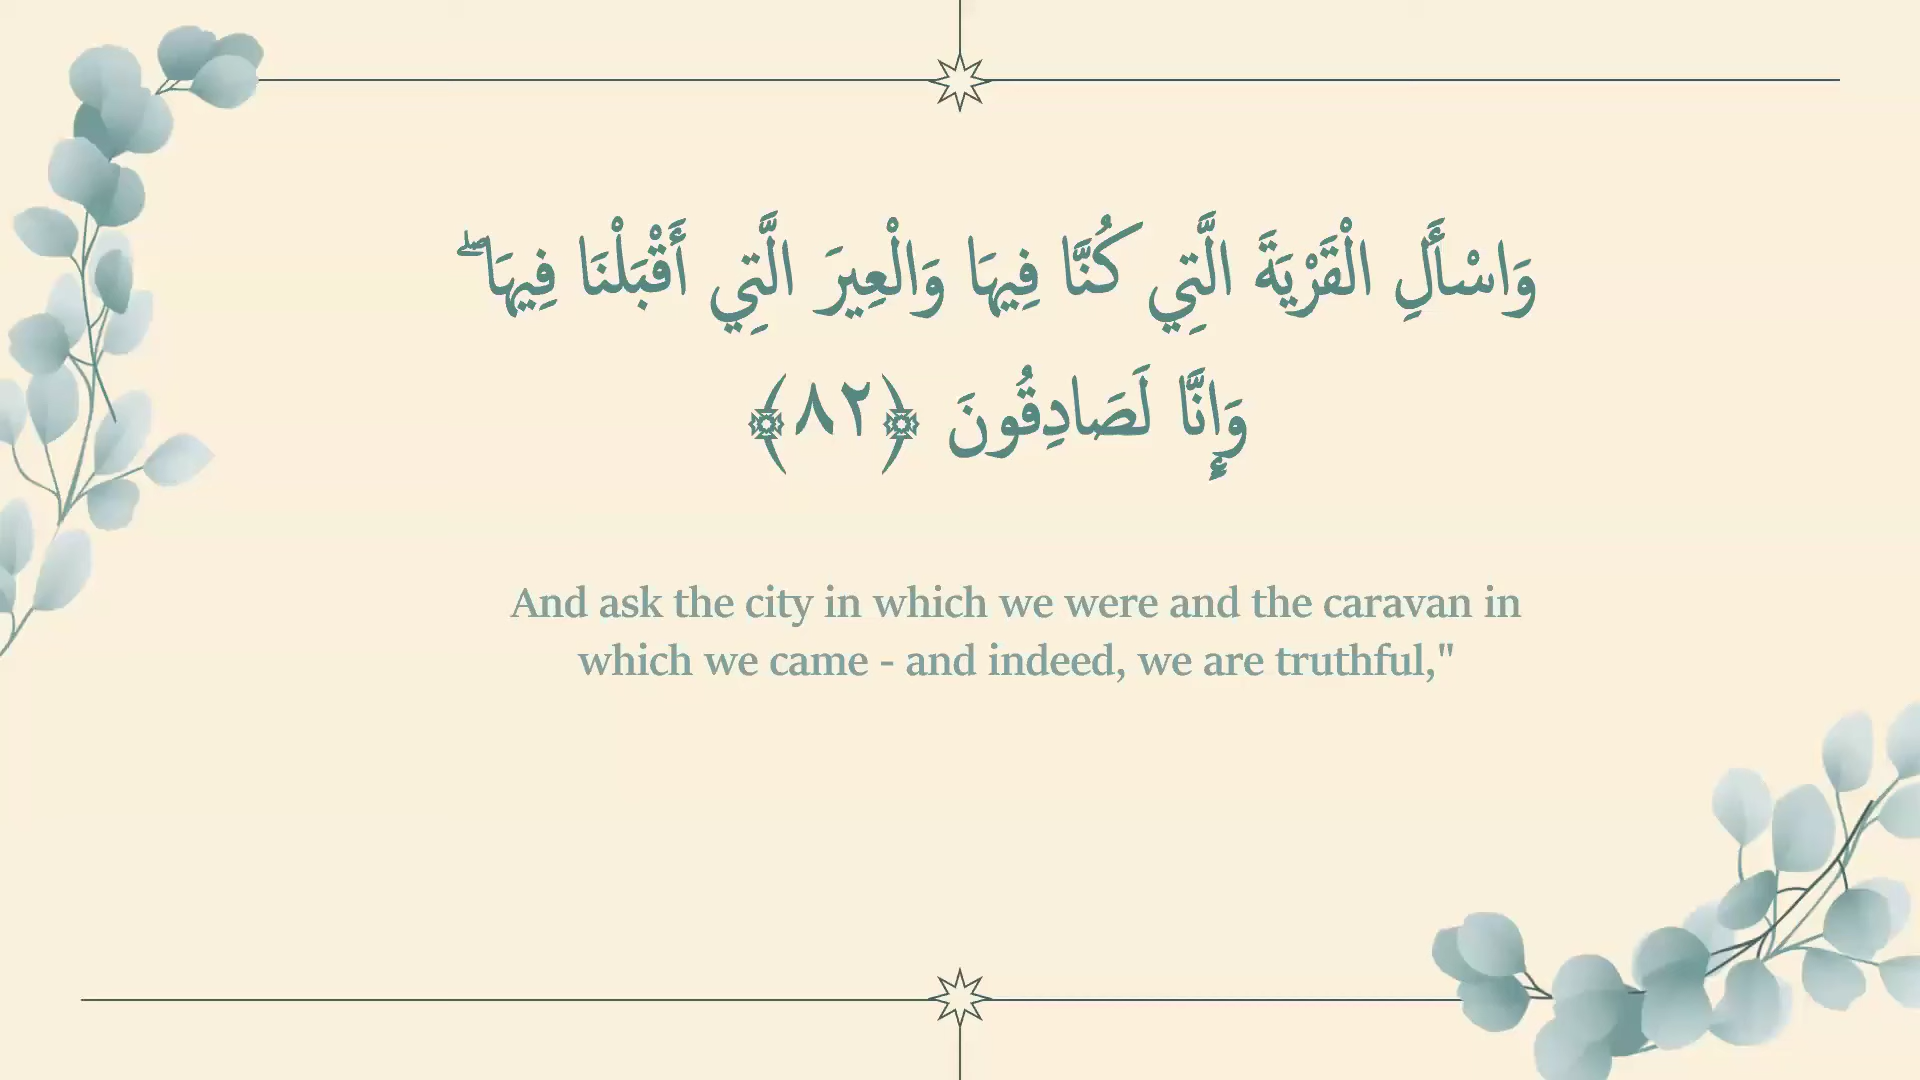 وَاسْأَلِ الْقَرْيَةَ الَّتِي كُنَّا فِيهَا وَالْعِيرَ الَّتِي أَقْبَلْنَا فِيهَا ۖ
وَإِنَّا لَصَادِقُونَ ﴿٨٢﴾
And ask the city in which we were and the caravan in
which we came - and indeed, we are truthful,"